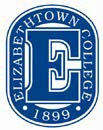 ELIZABETHTOWN COLLEGE
E
• 1899 •